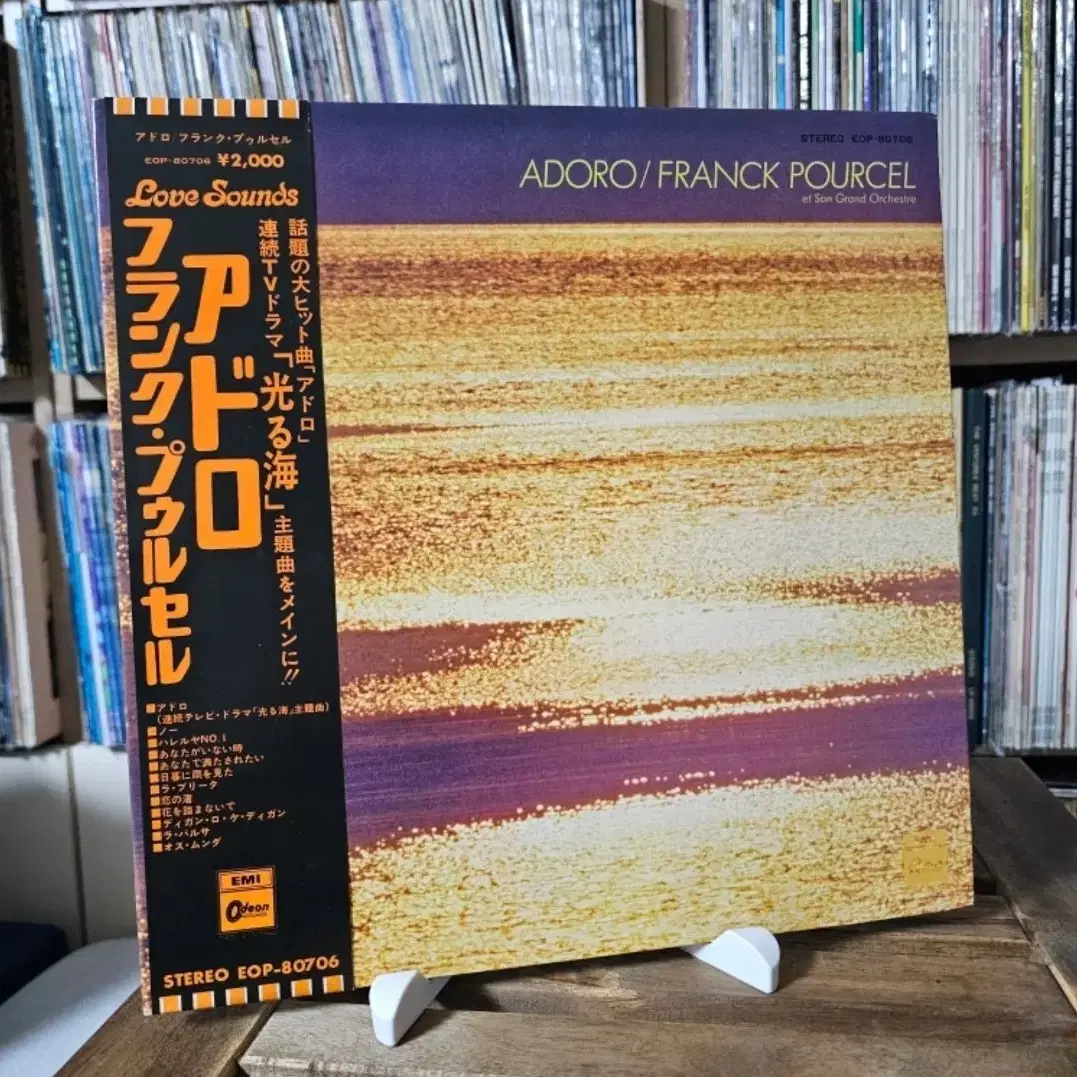 アドロ/フランク・プゥルセル
EOP-80706 ¥2,000
Love Sounds
話題の大ヒット曲「アドロ」
連続TVドラマ「光る海」主題曲をメインに!!
アドロ
フランク・プゥルセル
■アドロ
(連続テレビ・ドラマ「光る海」主題曲)
■ノー
■ハレルヤNO.1
■あなたがいない時
■あなたで満たされたい
■日暮に雨を見た
■ラ・プリータ
■恋の渚
■花を踏まないで
■ディガン・ロ・ケ・ディガン
■ラ・パルサ
■オス・ムンダ
EMI
Odeon
STEREO EOP-80706
STEREO EOP-80706
ADORO/FRANCK POURCEL
et Son Grand Orchestre